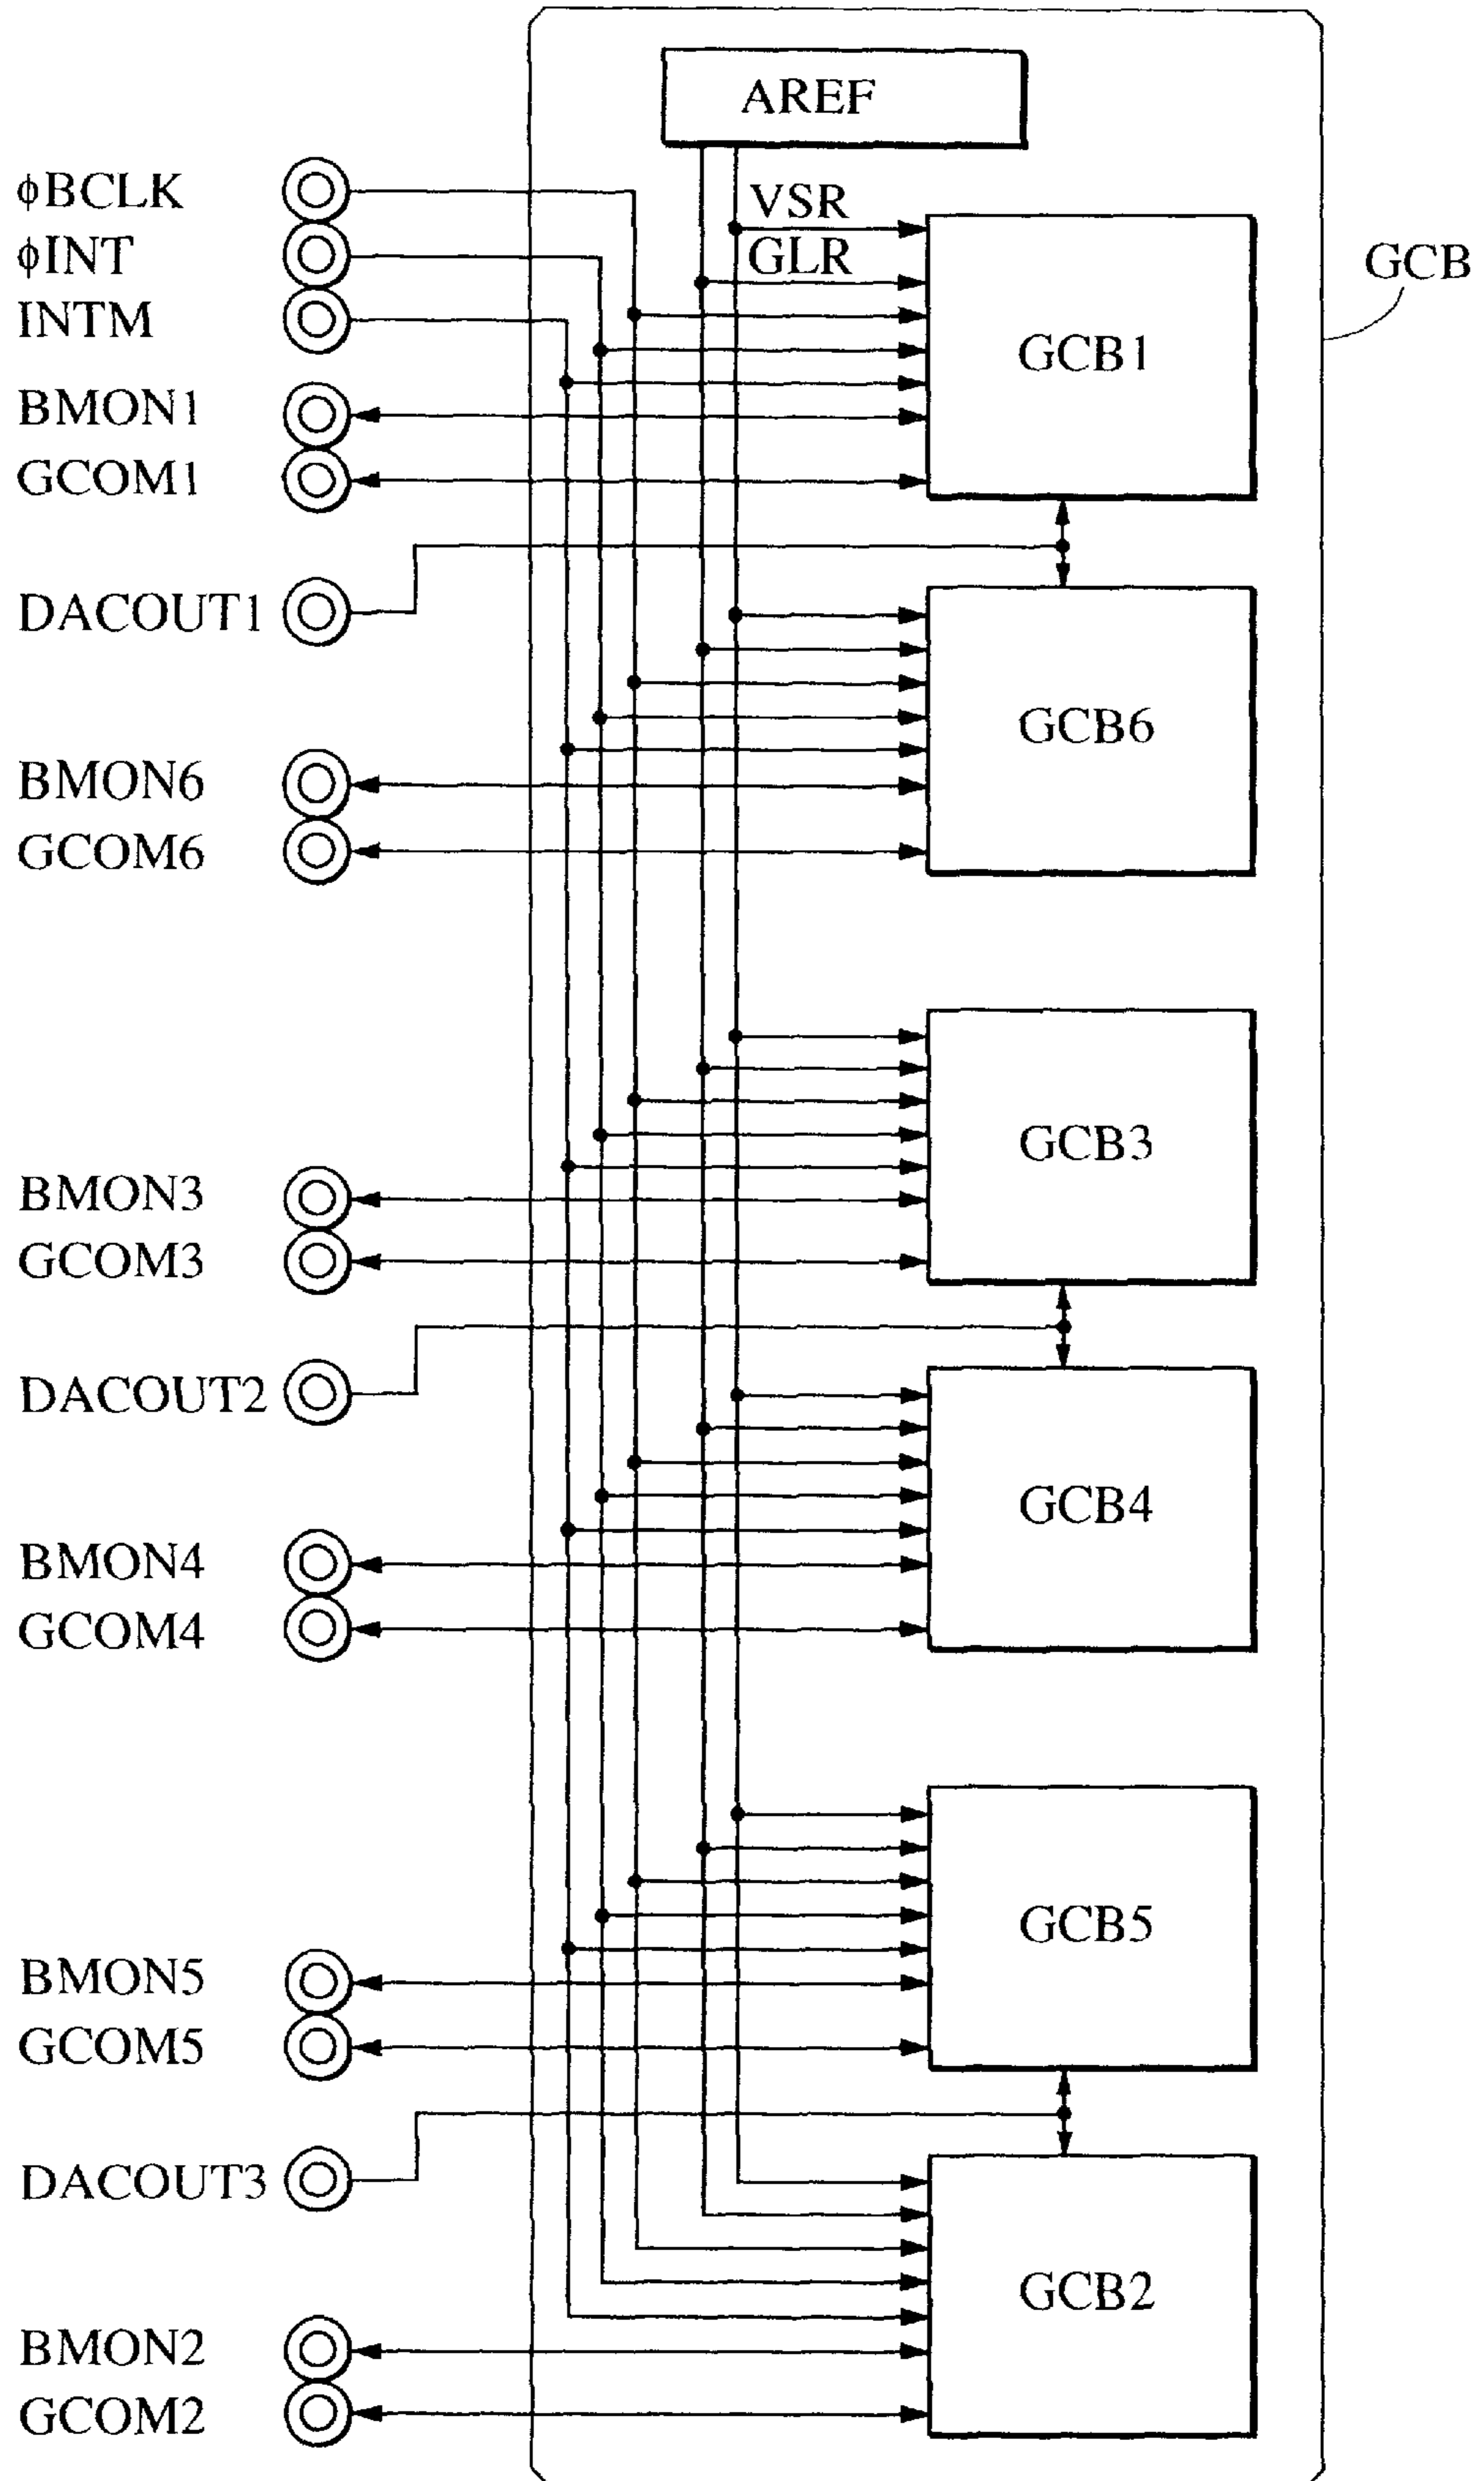 AREF
φBCLK
VSR
φINT
GLR
GCB
INTM
GCB1
BMON1
GCOM1
DACOUT1
GCB6
BMON6
GCOM6
GCB3
BMON3
GCOM3
DACOUT2
GCB4
BMON4
GCOM4
GCB5
BMON5
GCOM5
DACOUT3
GCB2
BMON2
GCOM2